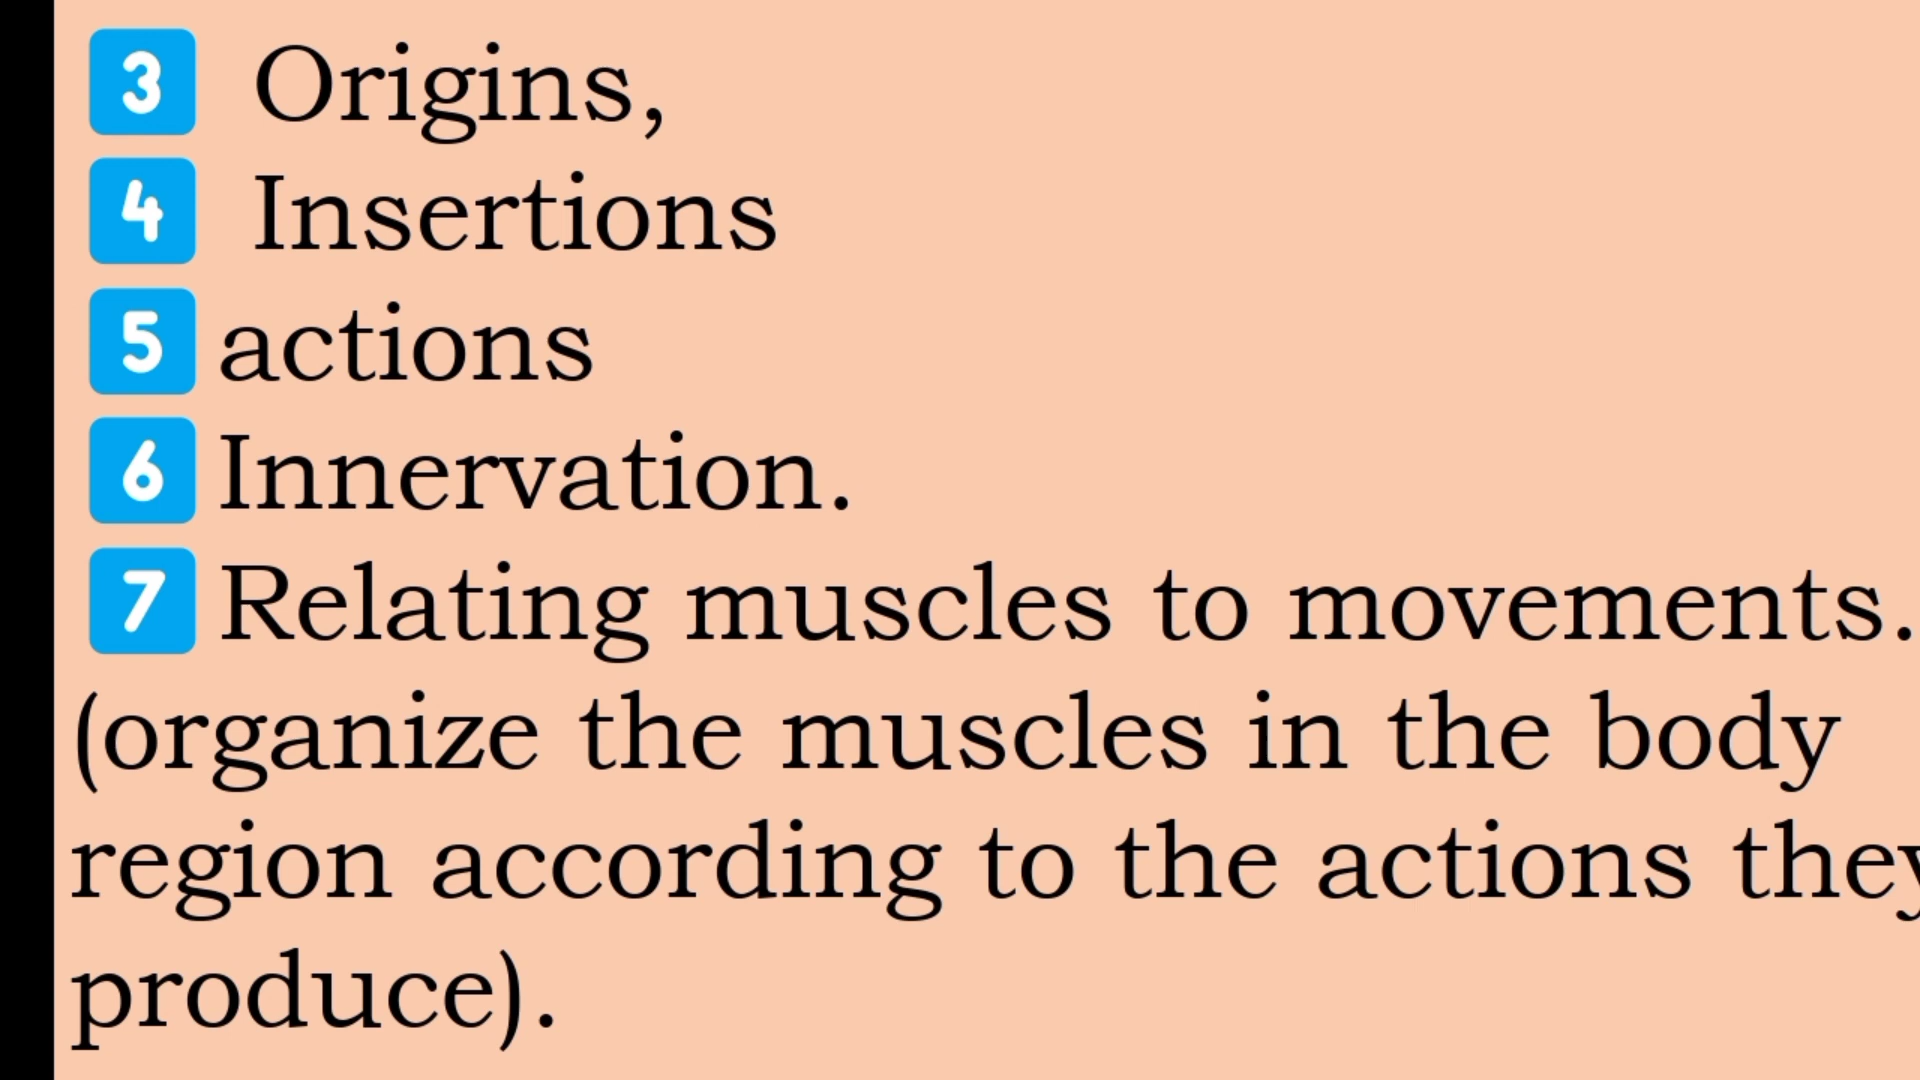 3 Origins,
4 Insertions
5 actions
6 Innervation.
7 Relating muscles to movements.
(organize the muscles in the body
region according to the actions they
produce).